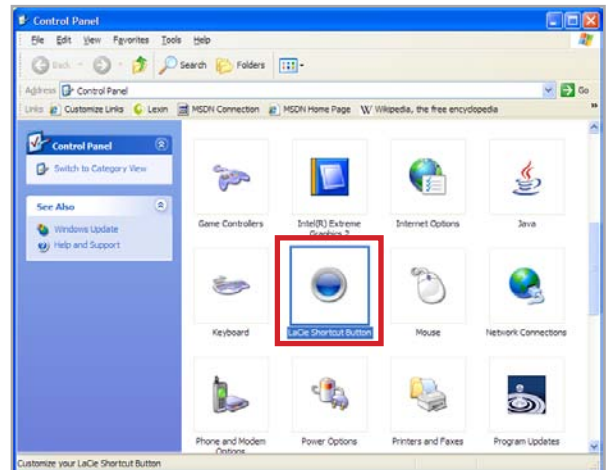 Control Panel
File Edit View Favorites Tools Help
Back Search Folders
Address Control Panel Go
Links Customize Links Lexin MSDN Connection MSDN Home Page Wikipedia, the free encyclopedia
Control Panel
Switch to Category View
See Also
Windows Update
Help and Support
Game Controllers
Intel(R) Extreme Graphics 2
Internet Options
Java
Keyboard
LaCie Shortcut Button
Mouse
Network Connections
Phone and Modem Options
Power Options
Printers and Faxes
Program Updates
Customize your LaCie Shortcut Button